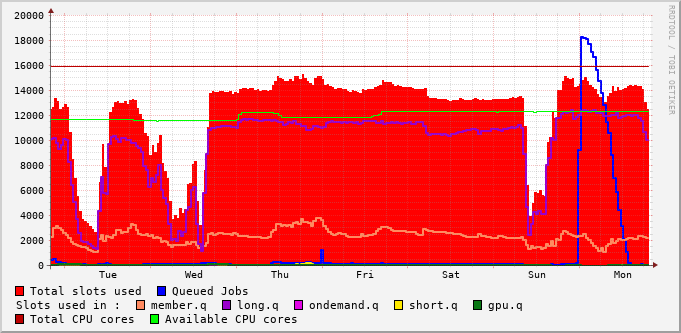 20000
18000
16000
14000
12000
10000
8000
6000
4000
2000
0
Tue Wed Thu Fri Sat Sun Mon
RRDTOOL / TOBI OETIKER
Total slots used Queued Jobs
Slots used in : member.q long.q ondemand.q short.q gpu.q
Total CPU cores Available CPU cores